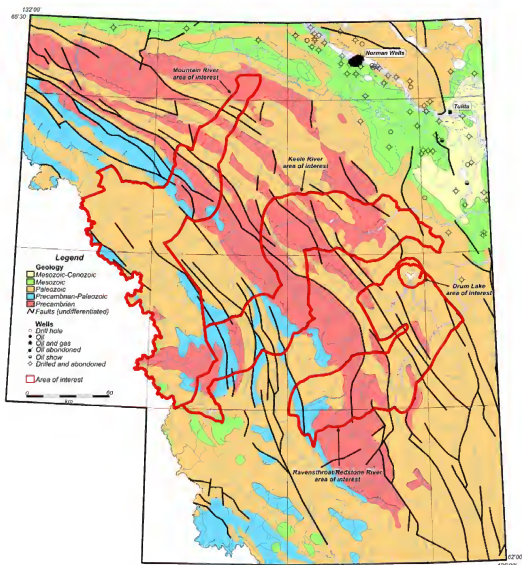 132°00'
65°30'
Norman Wells
Mountain River
area of interest
Tulita
Keele River
area of interest
Legend
Geology
Mesozoic-Cenozoic
Mesozoic
Paleozoic
Precambrian-Paleozoic
Precambrian
Faults (undifferentiated)
Wells
Drill hole
Oil
Oil and gas
Oil abandoned
Oil show
Drilled and abandoned
Area of interest
0 60
km
Drum Lake
area of interest
Ravensthroat/Redstone River
area of interest
62°00'